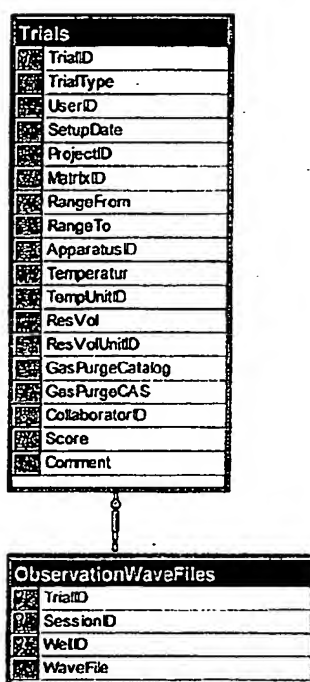 Trials
TrialID
TrialType
UserID
SetupDate
ProjectID
MatrixID
RangeFrom
RangeTo
ApparatusID
Temperatur
TempUnitID
ResVol
ResVolUnitID
GasPurgeCatalog
GasPurgeCAS
CollaboratorID
Score
Comment
ObservationWaveFiles
TrialID
SessionID
WellID
WaveFile